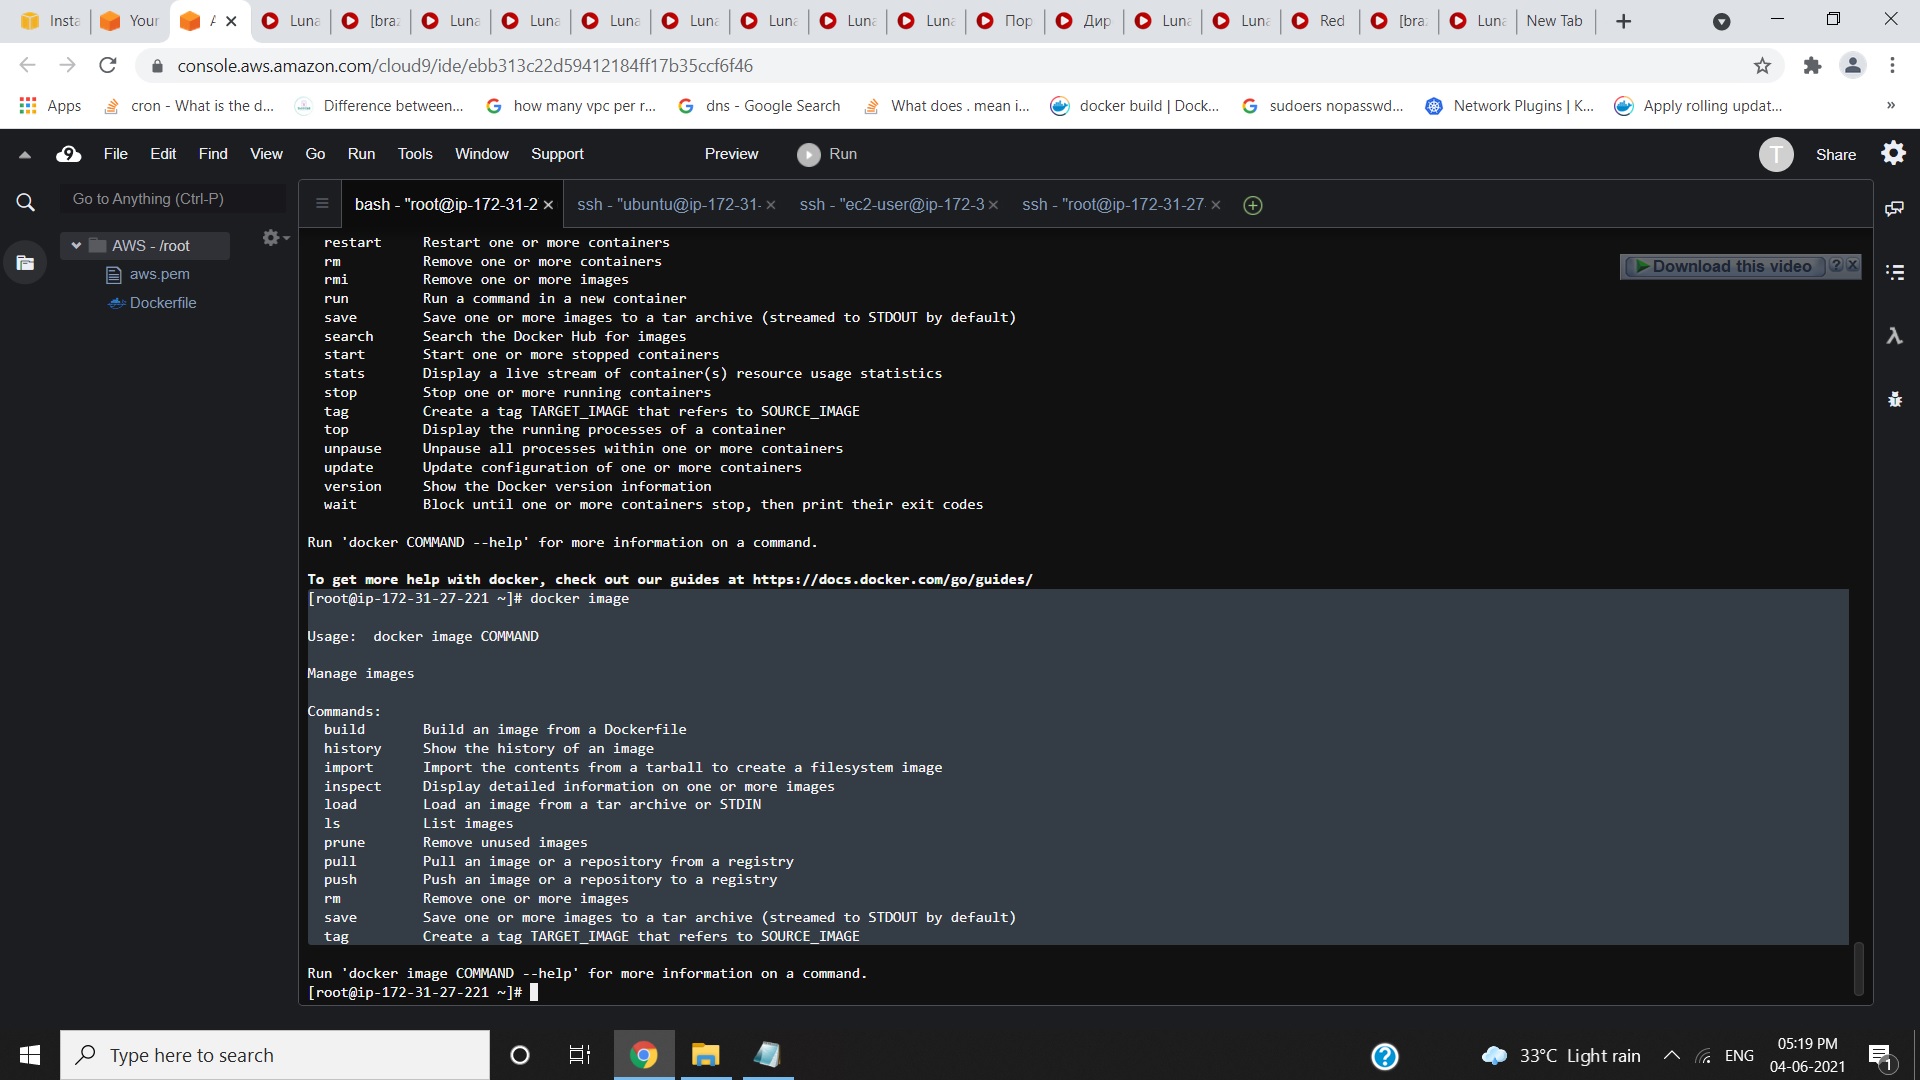 Insta
Your
A
Luna
[bra
Luna
Luna
Luna
Luna
Luna
Luna
Luna
Пор
Дир
Luna
Luna
Red
[bra
Luna
New Tab
console.aws.amazon.com/cloud9/ide/ebb313c22d59412184ff17b35ccf6f46
Apps
cron - What is the d...
Difference between...
how many vpc per r...
dns - Google Search
What does . mean i...
docker build | Dock...
sudoers nopasswd...
Network Plugins | K...
Apply rolling updat...
»
9 File Edit Find View Go Run Tools Window Support Preview Run T Share
Go to Anything (Ctrl-P)
bash - "root@ip-172-31-2
ssh - "ubuntu@ip-172-31-
ssh - "ec2-user@ip-172-3
ssh - "root@ip-172-31-27
AWS - /root
aws.pem
Dockerfile
Download this video ? X
restart Restart one or more containers
rm Remove one or more containers
rmi Remove one or more images
run Run a command in a new container
save Save one or more images to a tar archive (streamed to STDOUT by default)
search Search the Docker Hub for images
start Start one or more stopped containers
stats Display a live stream of container(s) resource usage statistics
stop Stop one or more running containers
tag Create a tag TARGET_IMAGE that refers to SOURCE_IMAGE
top Display the running processes of a container
unpause Unpause all processes within one or more containers
update Update configuration of one or more containers
version Show the Docker version information
wait Block until one or more containers stop, then print their exit codes
Run 'docker COMMAND --help' for more information on a command.
To get more help with docker, check out our guides at https://docs.docker.com/go/guides/
[root@ip-172-31-27-221 ~]# docker image
Usage: docker image COMMAND
Manage images
Commands:
build Build an image from a Dockerfile
history Show the history of an image
import Import the contents from a tarball to create a filesystem image
inspect Display detailed information on one or more images
load Load an image from a tar archive or STDIN
ls List images
prune Remove unused images
pull Pull an image or a repository from a registry
push Push an image or a repository to a registry
rm Remove one or more images
save Save one or more images to a tar archive (streamed to STDOUT by default)
tag Create a tag TARGET_IMAGE that refers to SOURCE_IMAGE
Run 'docker image COMMAND --help' for more information on a command.
[root@ip-172-31-27-221 ~]#
Type here to search
33°C Light rain
ENG
05:19 PM
04-06-2021
1